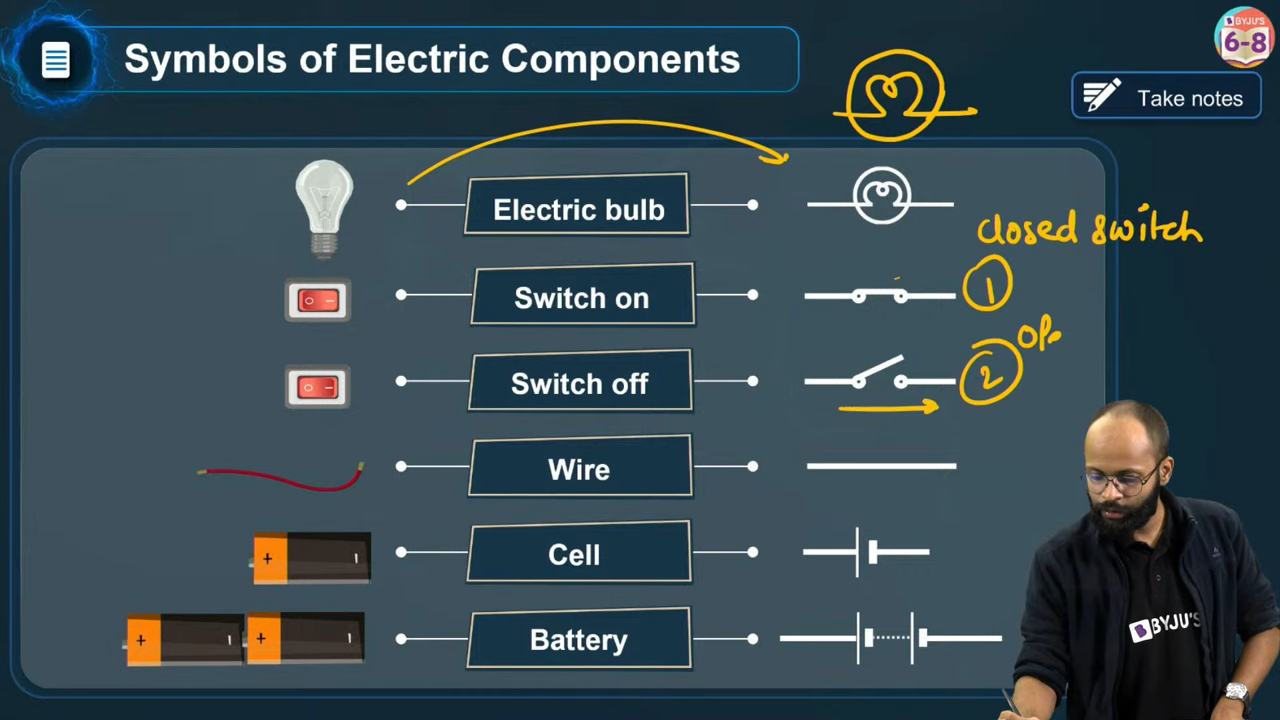 Symbols of Electric Components
BYJU'S
6-8
Take notes
Electric bulb
closed switch
Switch on
1
Switch off
2
Ope
Wire
Cell
+
Battery
+
+
BYJU'S